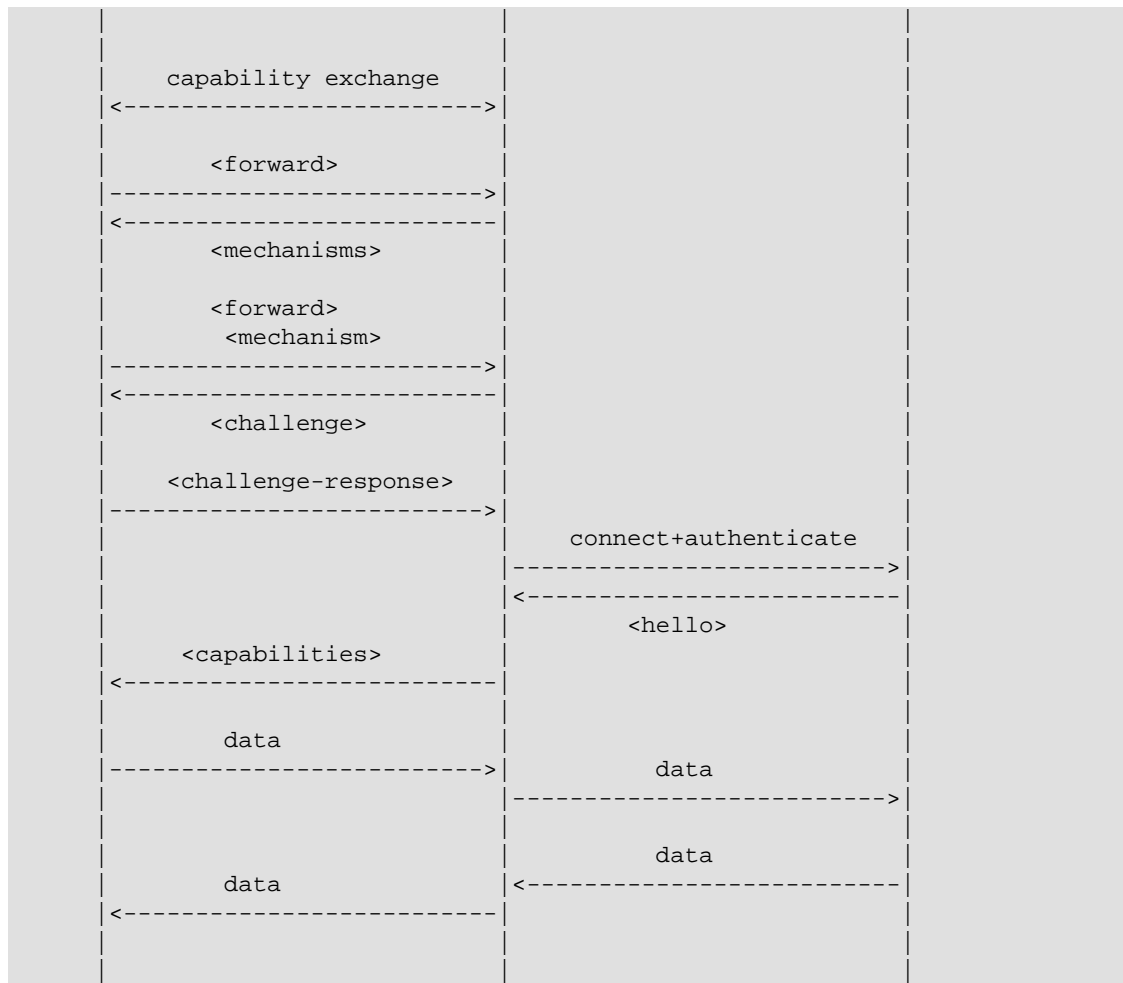 capability exchange
<-------------------------->
<forward>
-------------------------->
<--------------------------
<mechanisms>
<forward>
<mechanism>
-------------------------->
<--------------------------
<challenge>
<challenge-response>
-------------------------->
connect+authenticate
-------------------------->
<--------------------------
<hello>
<capabilities>
<--------------------------
data
--------------------------> data
-------------------------->
data
data <--------------------------
<--------------------------